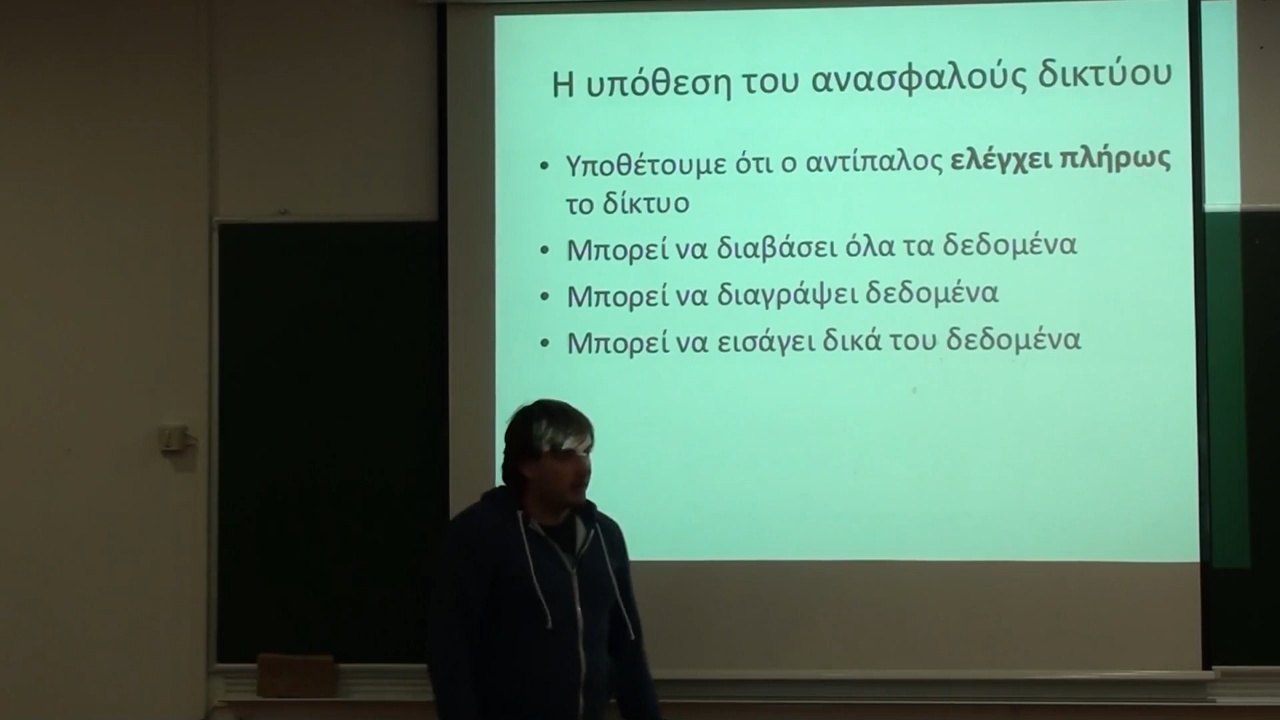 Η υπόθεση του ανασφαλούς δικτύου
• Υποθέτουμε ότι ο αντίπαλος ελέγχει πλήρως
το δίκτυο
• Μπορεί να διαβάσει όλα τα δεδομένα
• Μπορεί να διαγράψει δεδομένα
• Μπορεί να εισάγει δικά του δεδομένα